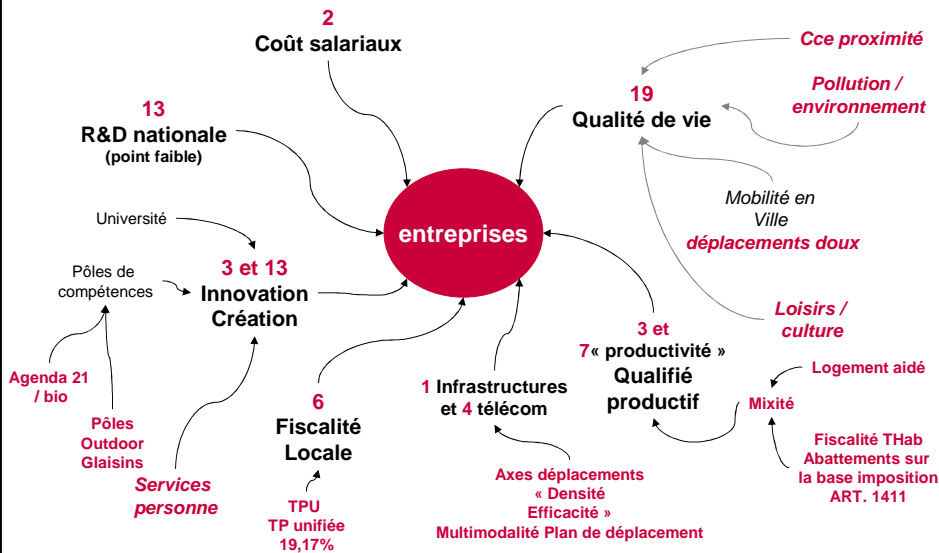 2
Coût salariaux
Cce proximité
Pollution /
environnement
19
Qualité de vie
13
R&D nationale
(point faible)
Mobilité en
Ville
déplacements doux
entreprises
Université
Pôles de
compétences
3 et 13
Innovation
Création
Loisirs /
culture
3 et
7« productivité »
Qualifié
productif
Logement aidé
Mixité
Agenda 21
/ bio
1 Infrastructures
et 4 télécom
6
Fiscalité
Locale
Pôles
Outdoor
Glaisins
Fiscalité THab
Abattements sur
la base imposition
ART. 1411
Services
personne
Axes déplacements
« Densité
Efficacité »
Multimodalité Plan de déplacement
TPU
TP unifiée
19,17%